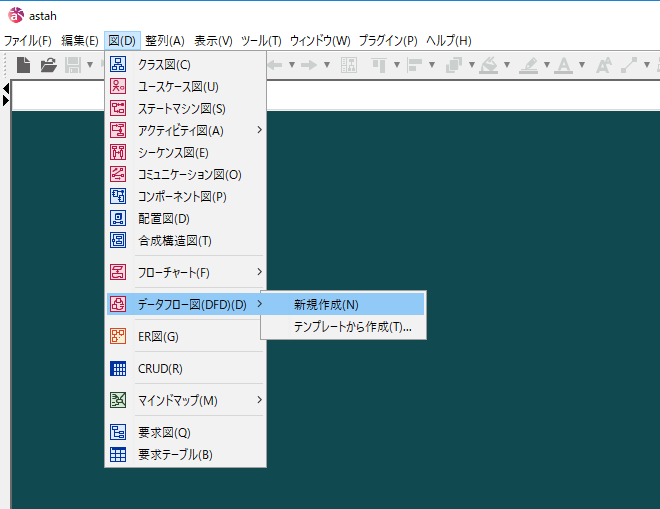 astah
ファイル(F) 編集(E) 図(D) 整列(A) 表示(V) ツール(T) ウィンドウ(W) プラグイン(P) ヘルプ(H)
クラス図(C)
ユースケース図(U)
ステートマシン図(S)
アクティビティ図(A)
シーケンス図(E)
コミュニケーション図(O)
コンポーネント図(P)
配置図(D)
合成構造図(T)
フローチャート(F)
データフロー図(DFD)(D)
新規作成(N)
テンプレートから作成(T)...
ER図(G)
CRUD(R)
マインドマップ(M)
要求図(Q)
要求テーブル(B)